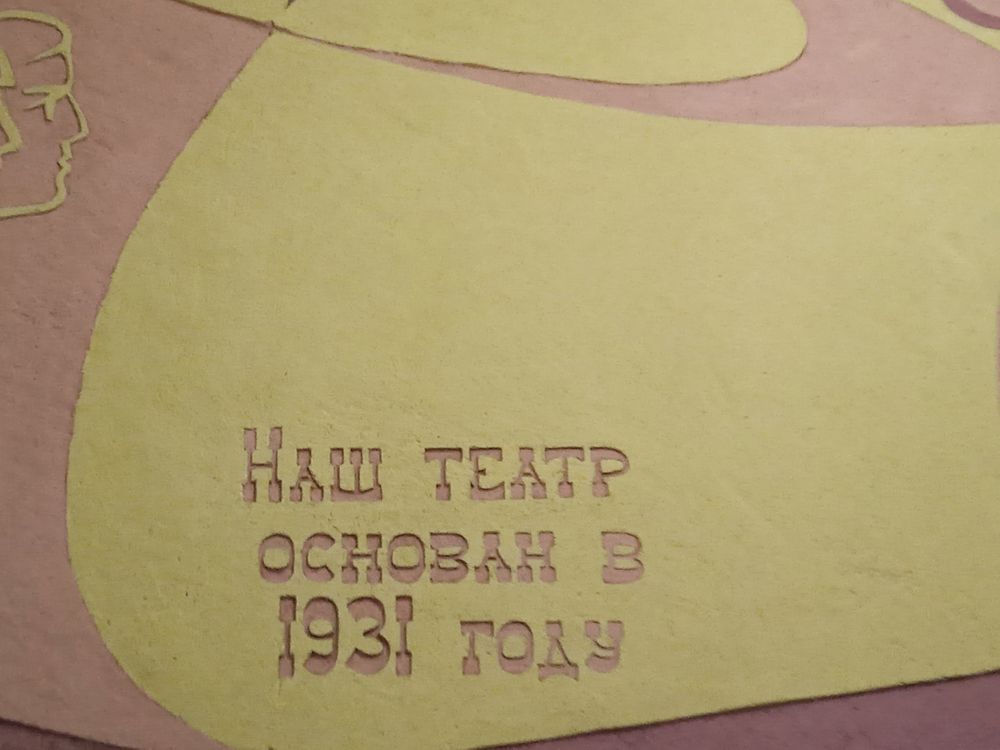 Наш театр
основан в
1931 году